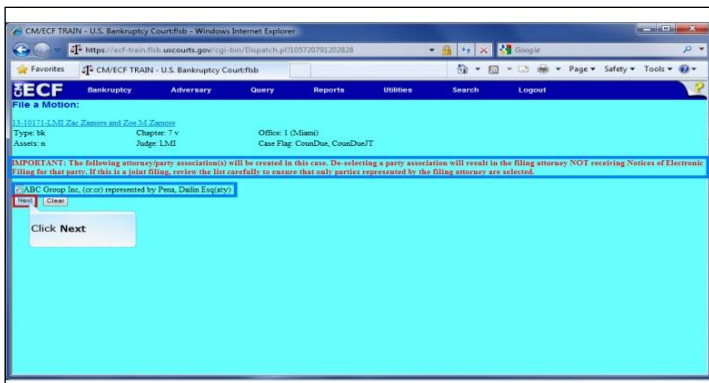 CM/ECF TRAIN - U.S. Bankruptcy Court:flsb - Windows Internet Explorer
https://ecf-train.flsb.uscourts.gov/cgi-bin/Dispatch.pl?105720791202828
Google
Favorites CM/ECF TRAIN - U.S. Bankruptcy Court:flsb Page Safety Tools
ECF Bankruptcy Adversary Query Reports Utilities Search Logout ?
File a Motion:
13-10171-LMI Zac Zamora and Zoe M Zamora
Type: bk Chapter: 7 v Office: 1 (Miami)
Assets: n Judge: LMI Case Flag: CounDue, CounDueJT
IMPORTANT: The following attorney/party association(s) will be created in this case. De-selecting a party association will result in the filing attorney NOT receiving Notices of Electronic
Filing for that party. If this is a joint filing, review the list carefully to ensure that only parties represented by the filing attorney are selected.
ABC Group Inc, (cr:cr) represented by Pena, Dailin Esq(aty)
Next Clear
Click Next